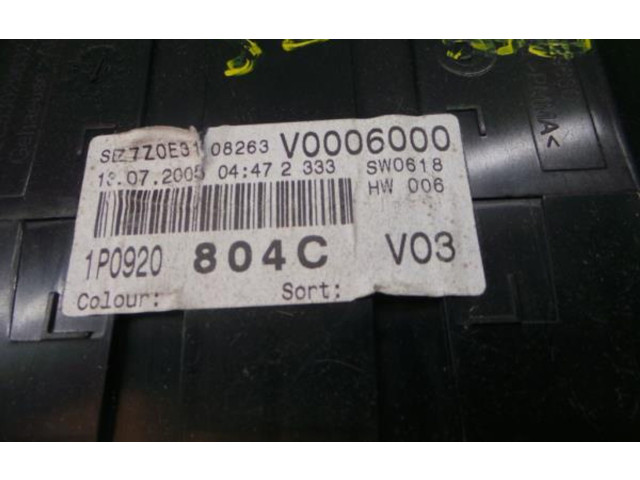 SEZ7Z0E31 08263 V0006000
13.07.2005 04:47 2 333 SW0618
HW 006
1P0920 804C V03
Colour: Sort: